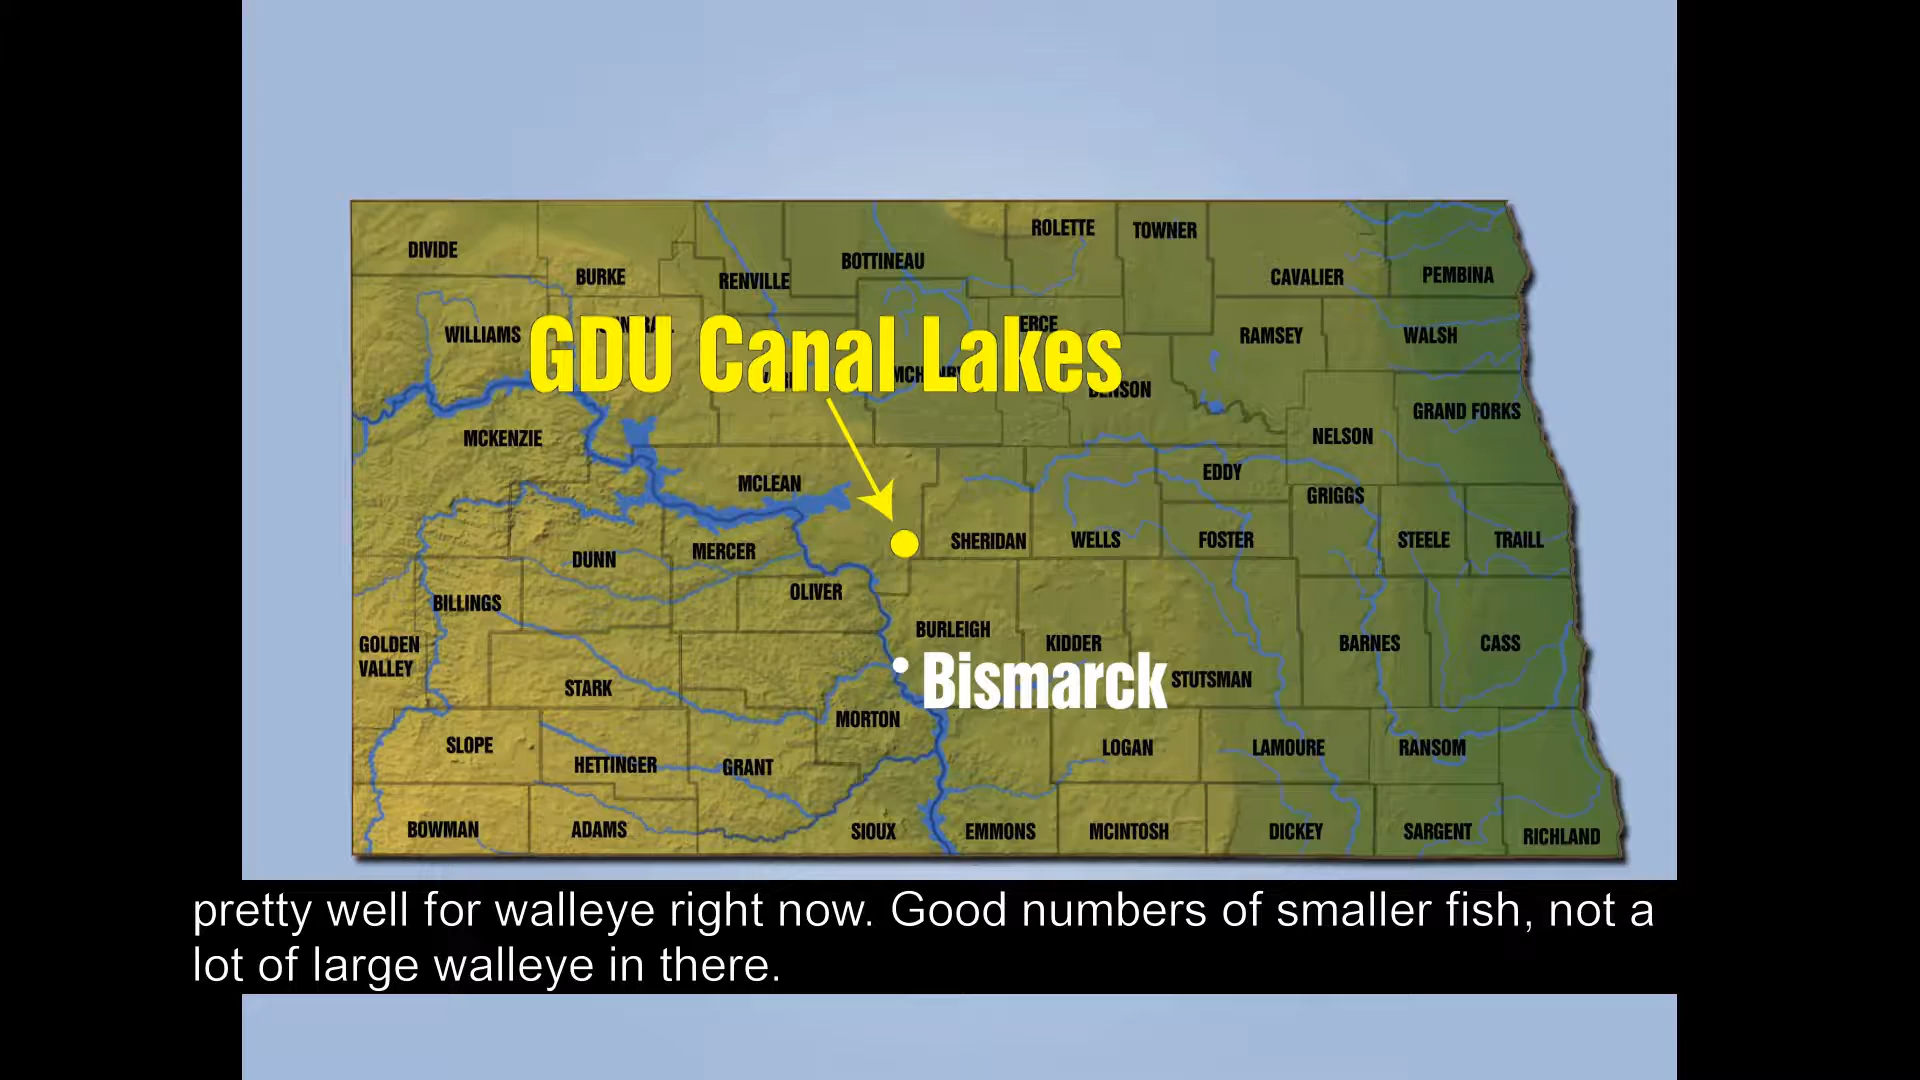 ROLETTE
TOWNER
DIVIDE
BOTTINEAU
BURKE
RENVILLE
CAVALIER
PEMBINA
WILLIAMS
GDU Canal Lakes
RAMSEY
WALSH
GRAND FORKS
MCKENZIE
NELSON
MCLEAN
EDDY
GRIGGS
SHERIDAN
WELLS
FOSTER
STEELE
TRAILL
DUNN
MERCER
OLIVER
BILLINGS
BURLEIGH
GOLDEN
VALLEY
KIDDER
BARNES
CASS
STARK
Bismarck
STUTSMAN
MORTON
SLOPE
HETTINGER
GRANT
LOGAN
LAMOURE
RANSOM
BOWMAN
ADAMS
SIOUX
EMMONS
MCINTOSH
DICKEY
SARGENT
RICHLAND
pretty well for walleye right now. Good numbers of smaller fish, not a
lot of large walleye in there.